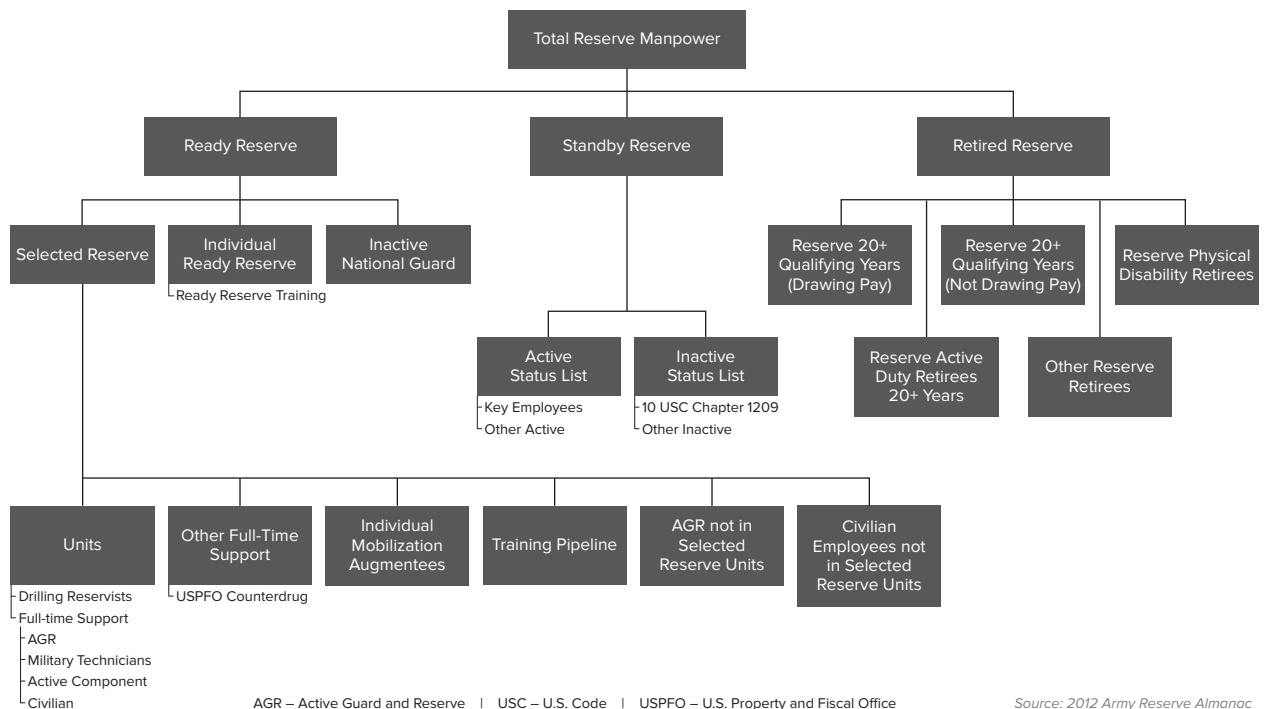 Total Reserve Manpower
Ready Reserve
Standby Reserve
Retired Reserve
Selected Reserve
Individual
Ready Reserve
Ready Reserve Training
Inactive
National Guard
Reserve 20+
Qualifying Years
(Drawing Pay)
Reserve 20+
Qualifying Years
(Not Drawing Pay)
Reserve Physical
Disability Retirees
Active
Status List
Key Employees
Other Active
Inactive
Status List
10 USC Chapter 1209
Other Inactive
Reserve Active
Duty Retirees
20+ Years
Other Reserve
Retirees
Units
Drilling Reservists
Full-time Support
AGR
Military Technicians
Active Component
Civilian
Other Full-Time
Support
USPFO Counterdrug
Individual
Mobilization
Augmentees
Training Pipeline
AGR not in
Selected
Reserve Units
Civilian
Employees not
in Selected
Reserve Units
AGR – Active Guard and Reserve | USC – U.S. Code | USPFO – U.S. Property and Fiscal Office
Source: 2012 Army Reserve Almanac